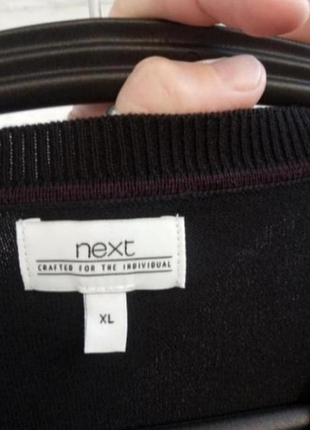 next
CRAFTED FOR THE INDIVIDUAL
XL